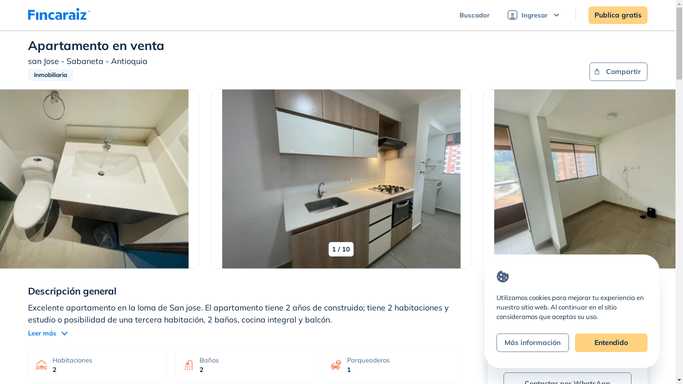 Fincaraiz
Buscador
Ingresar
Publica gratis
Apartamento en venta
san Jose - Sabaneta - Antioquia
Inmobiliaria
Compartir
1 / 10
Descripción general
Excelente apartamento en la loma de San jose. El apartamento tiene 2 años de construido; tiene 2 habitaciones y
estudio o posibilidad de una tercera habitación, 2 baños, cocina integral y balcón.
Leer más
Habitaciones
2
Baños
2
Parqueaderos
1
Utilizamos cookies para mejorar tu experiencia en
nuestro sitio web. Al continuar en el sitio
consideramos que aceptas su uso.
Más información
Entendido
Contactar por WhatsApp